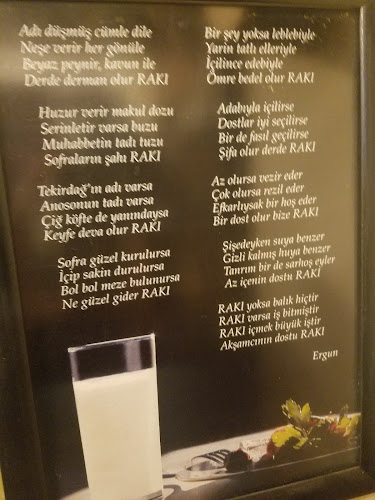 Adı düşmüş cümle dile
Neşe verir her gönüle
Beyaz peynir, kavun ile
Derde derman olur RAKI
Huzur verir makul dozu
Serinletir varsa buzu
Muhabbetin tadı tuzu
Sofraların şahı RAKI
Tekirdağ'ın adı varsa
Anosonun tadı varsa
Çiğ köfte de yanındaysa
Keyfe deva olur RAKI
Sofra güzel kurulursa
İçip sakin durulursa
Bol bol meze bulunursa
Ne güzel gider RAKI
Bir şey yoksa leblebiyle
Yarin tatlı elleriyle
İçilince edebiyle
Ömre bedel olur RAKI
Adabıyla içilirse
Dostlar iyi seçilirse
Bir de fasıl geçilirse
Şifa olur derde RAKI
Az olursa vezir eder
Çok olursa rezil eder
Efkarlıysak bir hoş eder
Bir dost olur bize RAKI
Şişedeyken suya benzer
Gizli kalmış huya benzer
Tanrım bir de sarhoş eyler
Az içenin dostu RAKI
RAKI yoksa balık hiçtir
RAKI varsa iş bitmiştir
RAKI içmek büyük iştir
Akşamcının dostu RAKI
Ergun